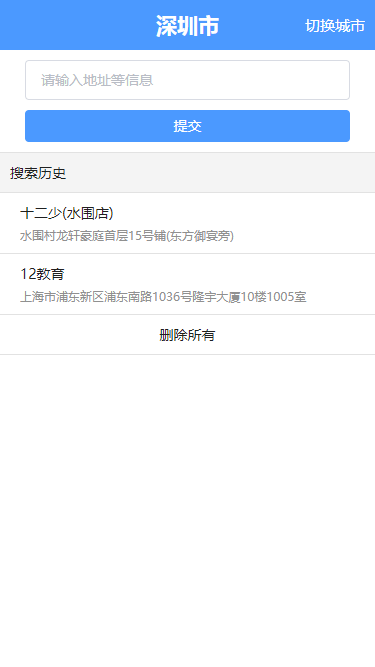 深圳市
切换城市
请输入地址等信息
提交
搜索历史
十二少(水围店)
水围村龙轩豪庭首层15号铺(东方御宴旁)
12教育
上海市浦东新区浦东南路1036号隆宇大厦10楼1005室
删除所有